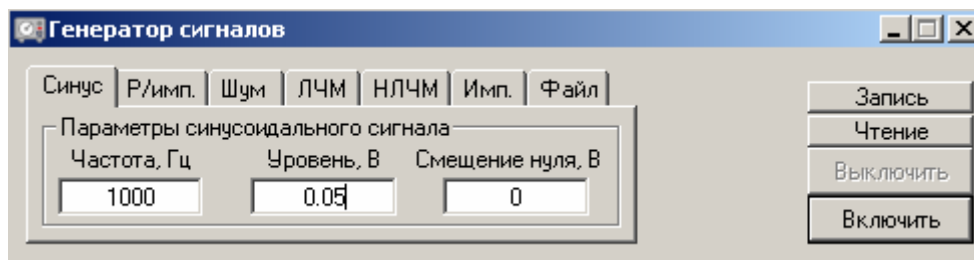 Генератор сигналов
Синус Р/имп. Шум ЛЧМ НЛЧМ Имп. Файл
Параметры синусоидального сигнала
Частота, Гц Уровень, В Смещение нуля, В
1000 0.05 0
Запись
Чтение
Выключить
Включить